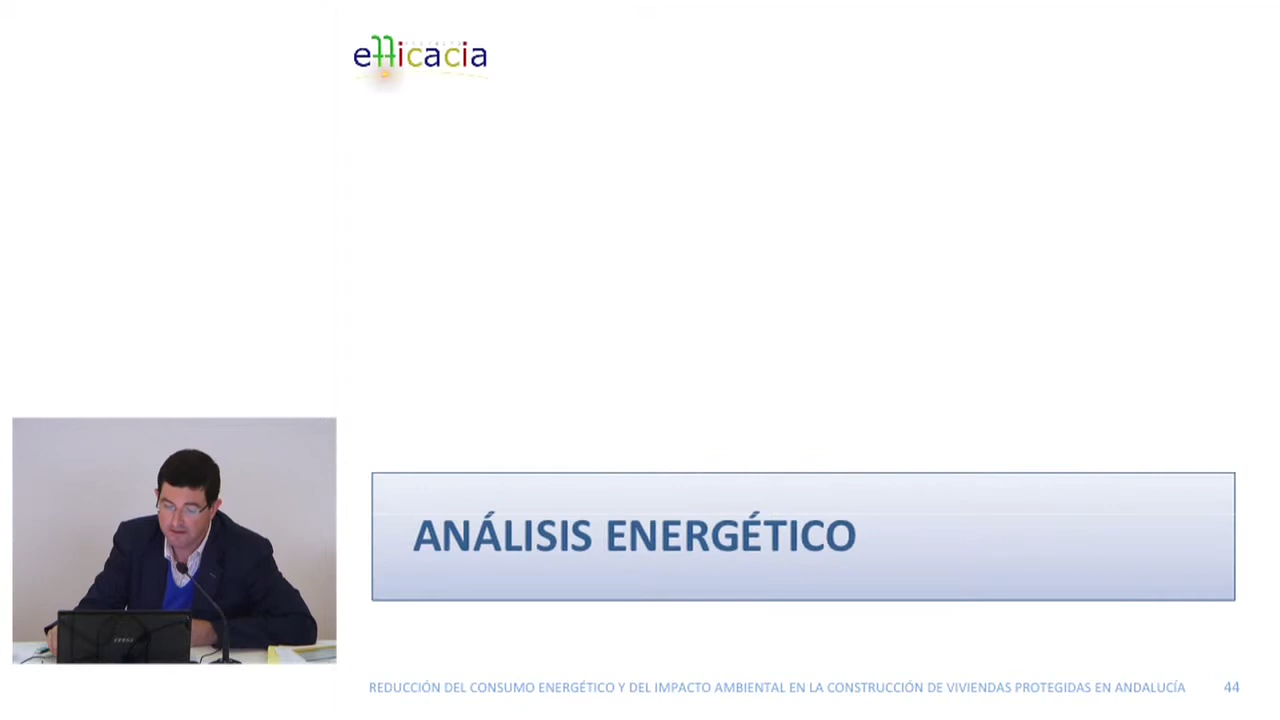 efficacia
ANÁLISIS ENERGÉTICO
REDUCCIÓN DEL CONSUMO ENERGÉTICO Y DEL IMPACTO AMBIENTAL EN LA CONSTRUCCIÓN DE VIVIENDAS PROTEGIDAS EN ANDALUCÍA 44